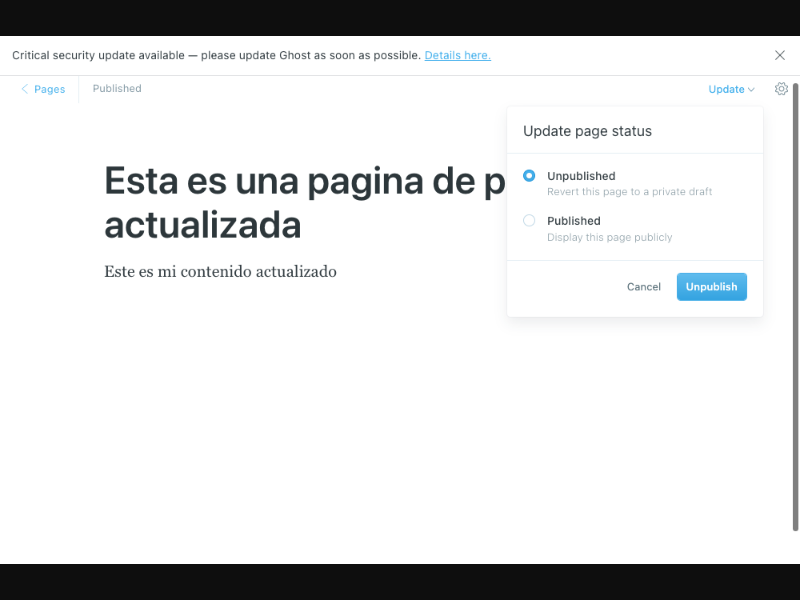 Critical security update available — please update Ghost as soon as possible. Details here.
Pages
Published
Update
Update page status
Unpublished
Revert this page to a private draft
Published
Display this page publicly
Cancel
Unpublish
Esta es una pagina de p
actualizada
Este es mi contenido actualizado